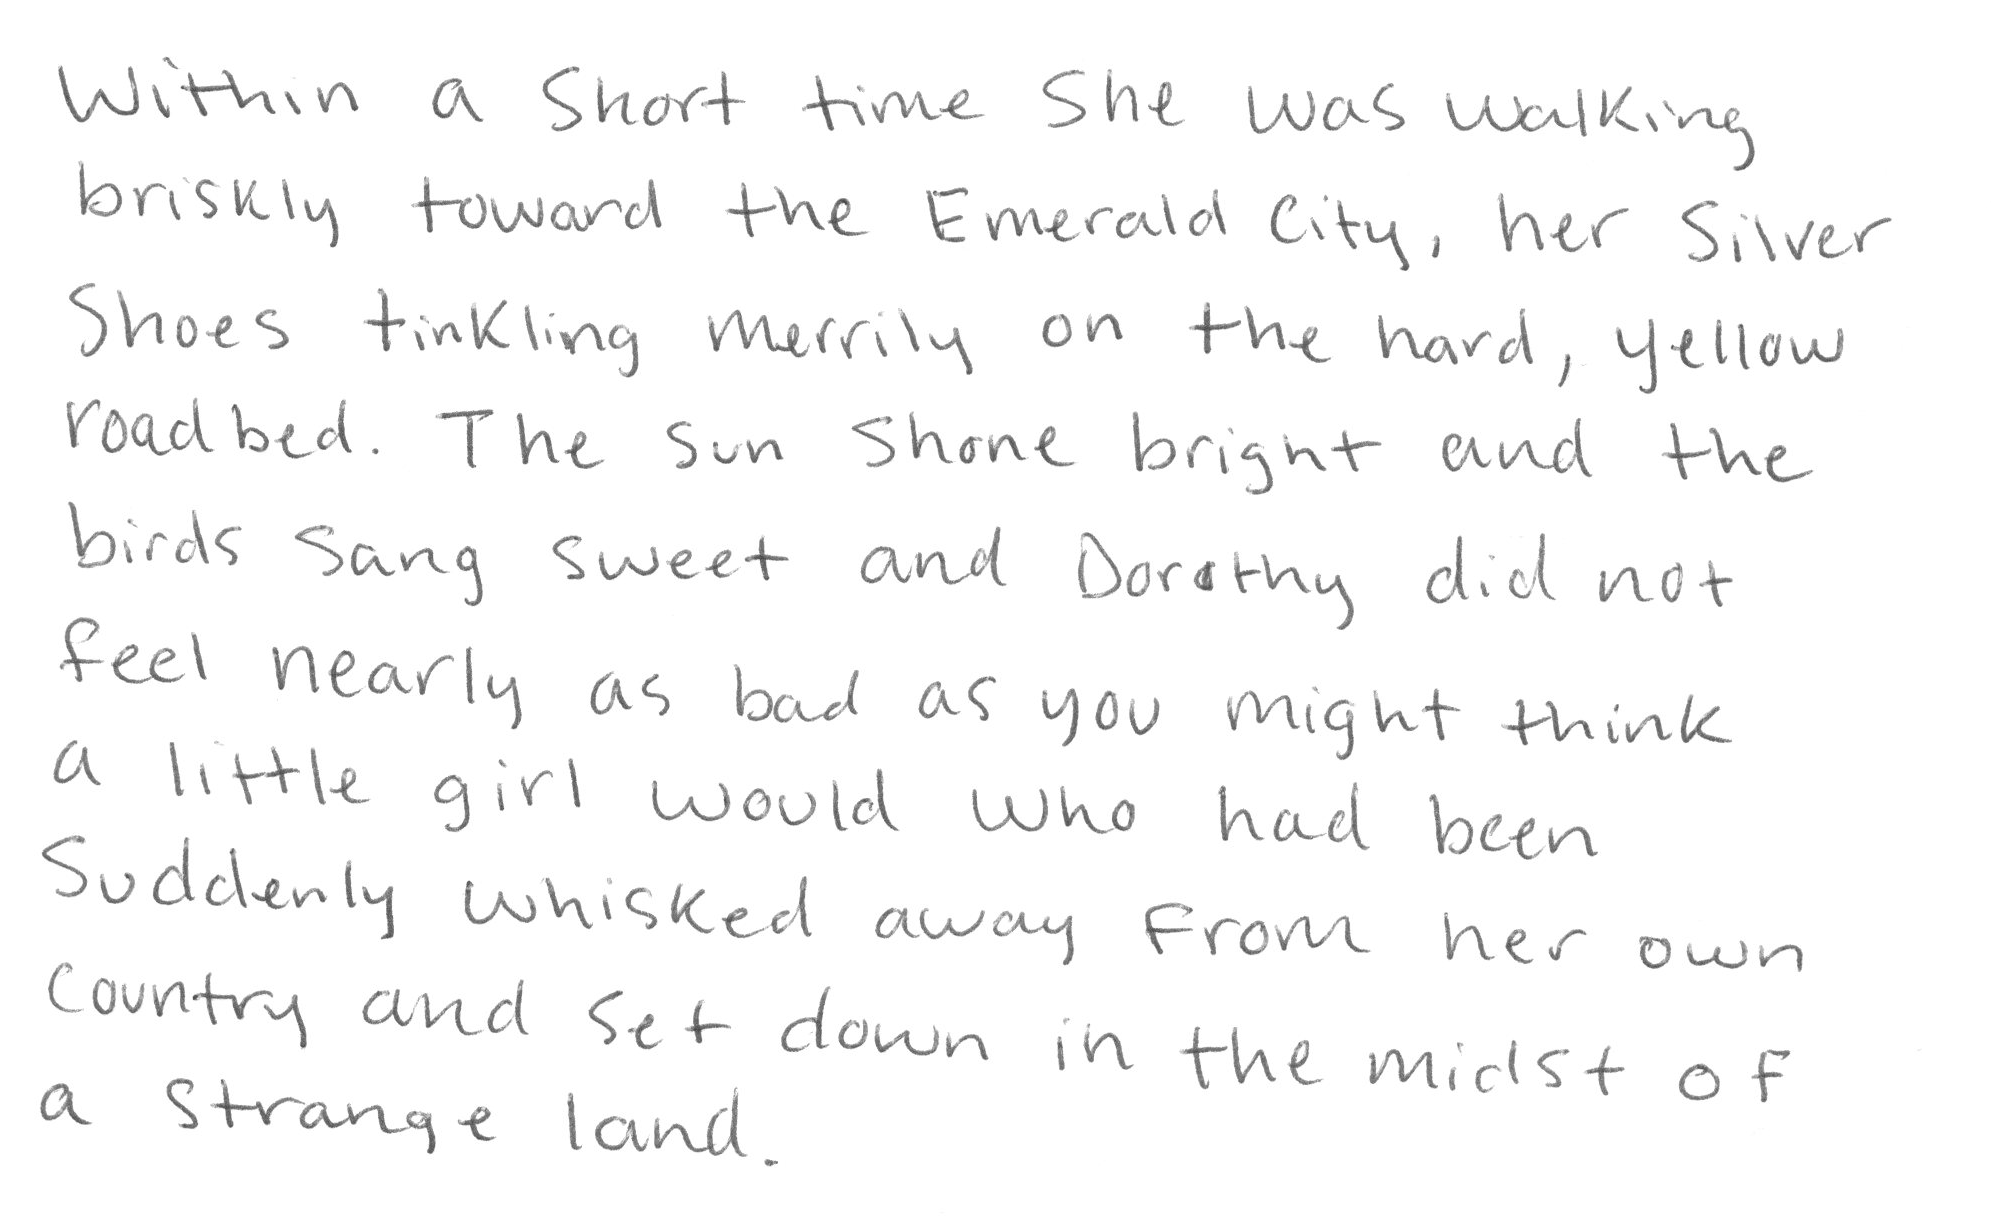 Within a short time she was walking
briskly toward the Emerald City, her Silver
Shoes tinkling merrily on the hard, yellow
roadbed. The sun shone bright and the
birds sang sweet and Dorothy did not
feel nearly as bad as you might think
a little girl would who had been
suddenly whisked away from her own
country and set down in the midst of
a strange land.